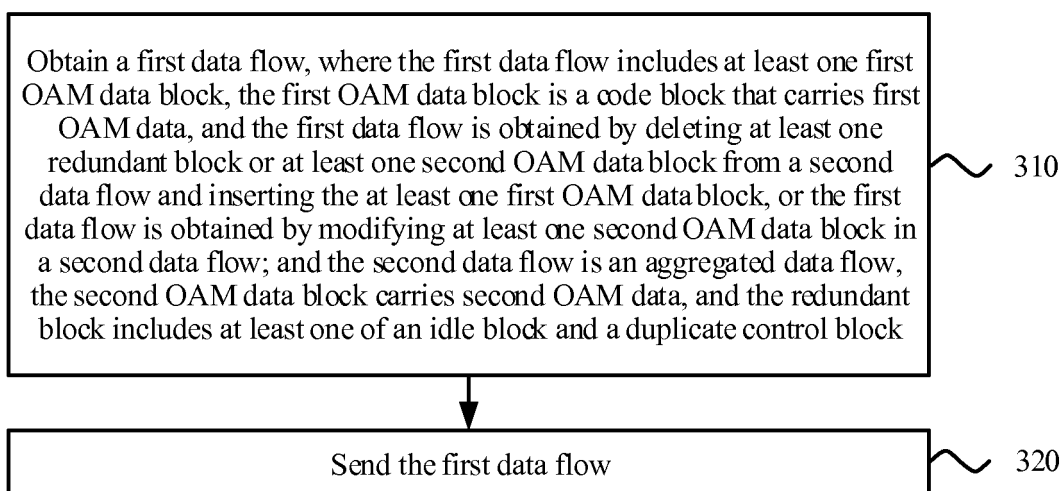 Obtain a first data flow, where the first data flow includes at least one first
OAM data block, the first OAM data block is a code block that carries first
OAM data, and the first data flow is obtained by deleting at least one
redundant block or at least one second OAM data block from a second
data flow and inserting the at least one first OAM data block, or the first
data flow is obtained by modifying at least one second OAM data block in
a second data flow; and the second data flow is an aggregated data flow,
the second OAM data block carries second OAM data, and the redundant
block includes at least one of an idle block and a duplicate control block
310
Send the first data flow
320